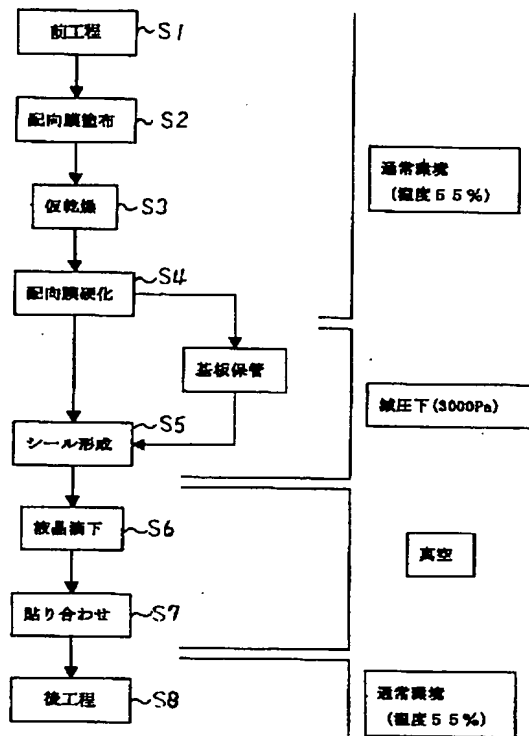 前工程 S1
配向膜塗布 S2
仮乾燥 S3
配向膜硬化 S4
基板保管
シール形成 S5
液晶滴下 S6
貼り合わせ S7
後工程 S8
通常環境
(湿度55%)
減圧下(3000Pa)
真空
通常環境
(湿度55%)